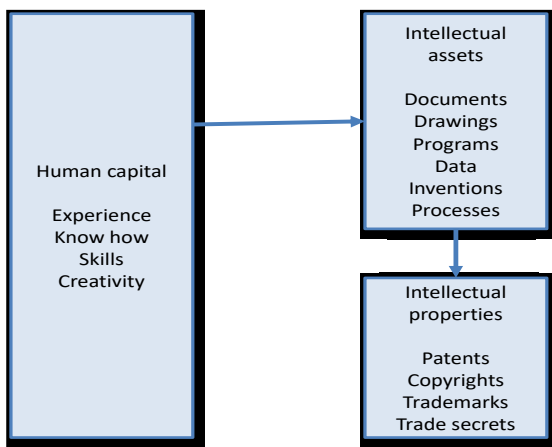 Human capital
Experience
Know how
Skills
Creativity
Intellectual
assets
Documents
Drawings
Programs
Data
Inventions
Processes
Intellectual
properties
Patents
Copyrights
Trademarks
Trade secrets